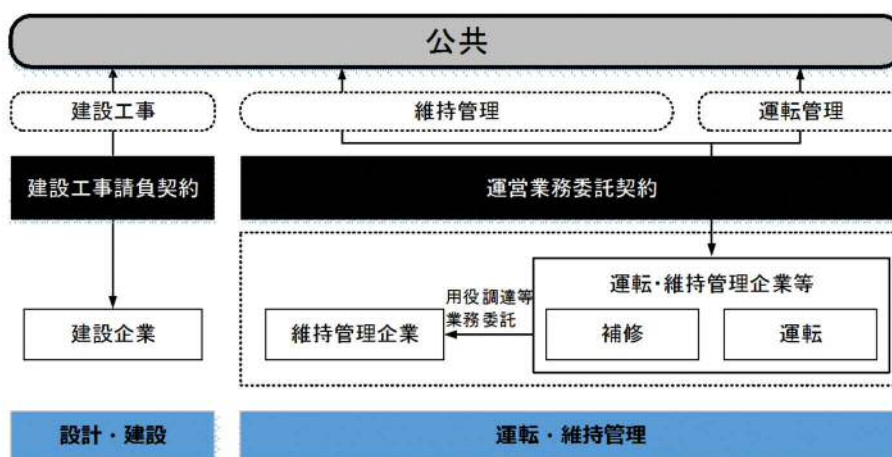 公共
建設工事
維持管理
運転管理
建設工事請負契約
運営業務委託契約
運転・維持管理企業等
用役調達等
業務委託
建設企業
維持管理企業
補修
運転
設計・建設
運転・維持管理